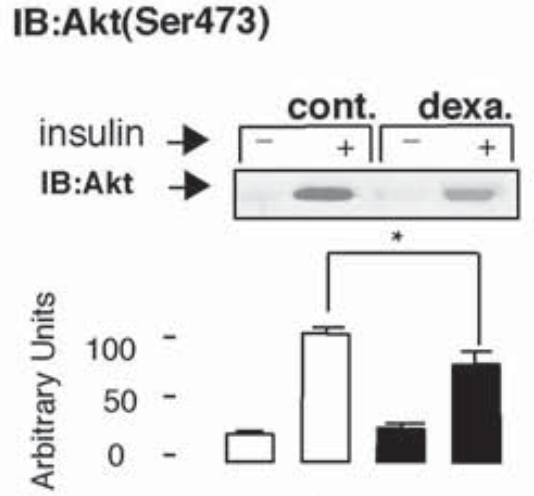 IB:Akt(Ser473)
cont. dexa.
insulin − + − +
IB:Akt
*
Arbitrary Units
100
50
0